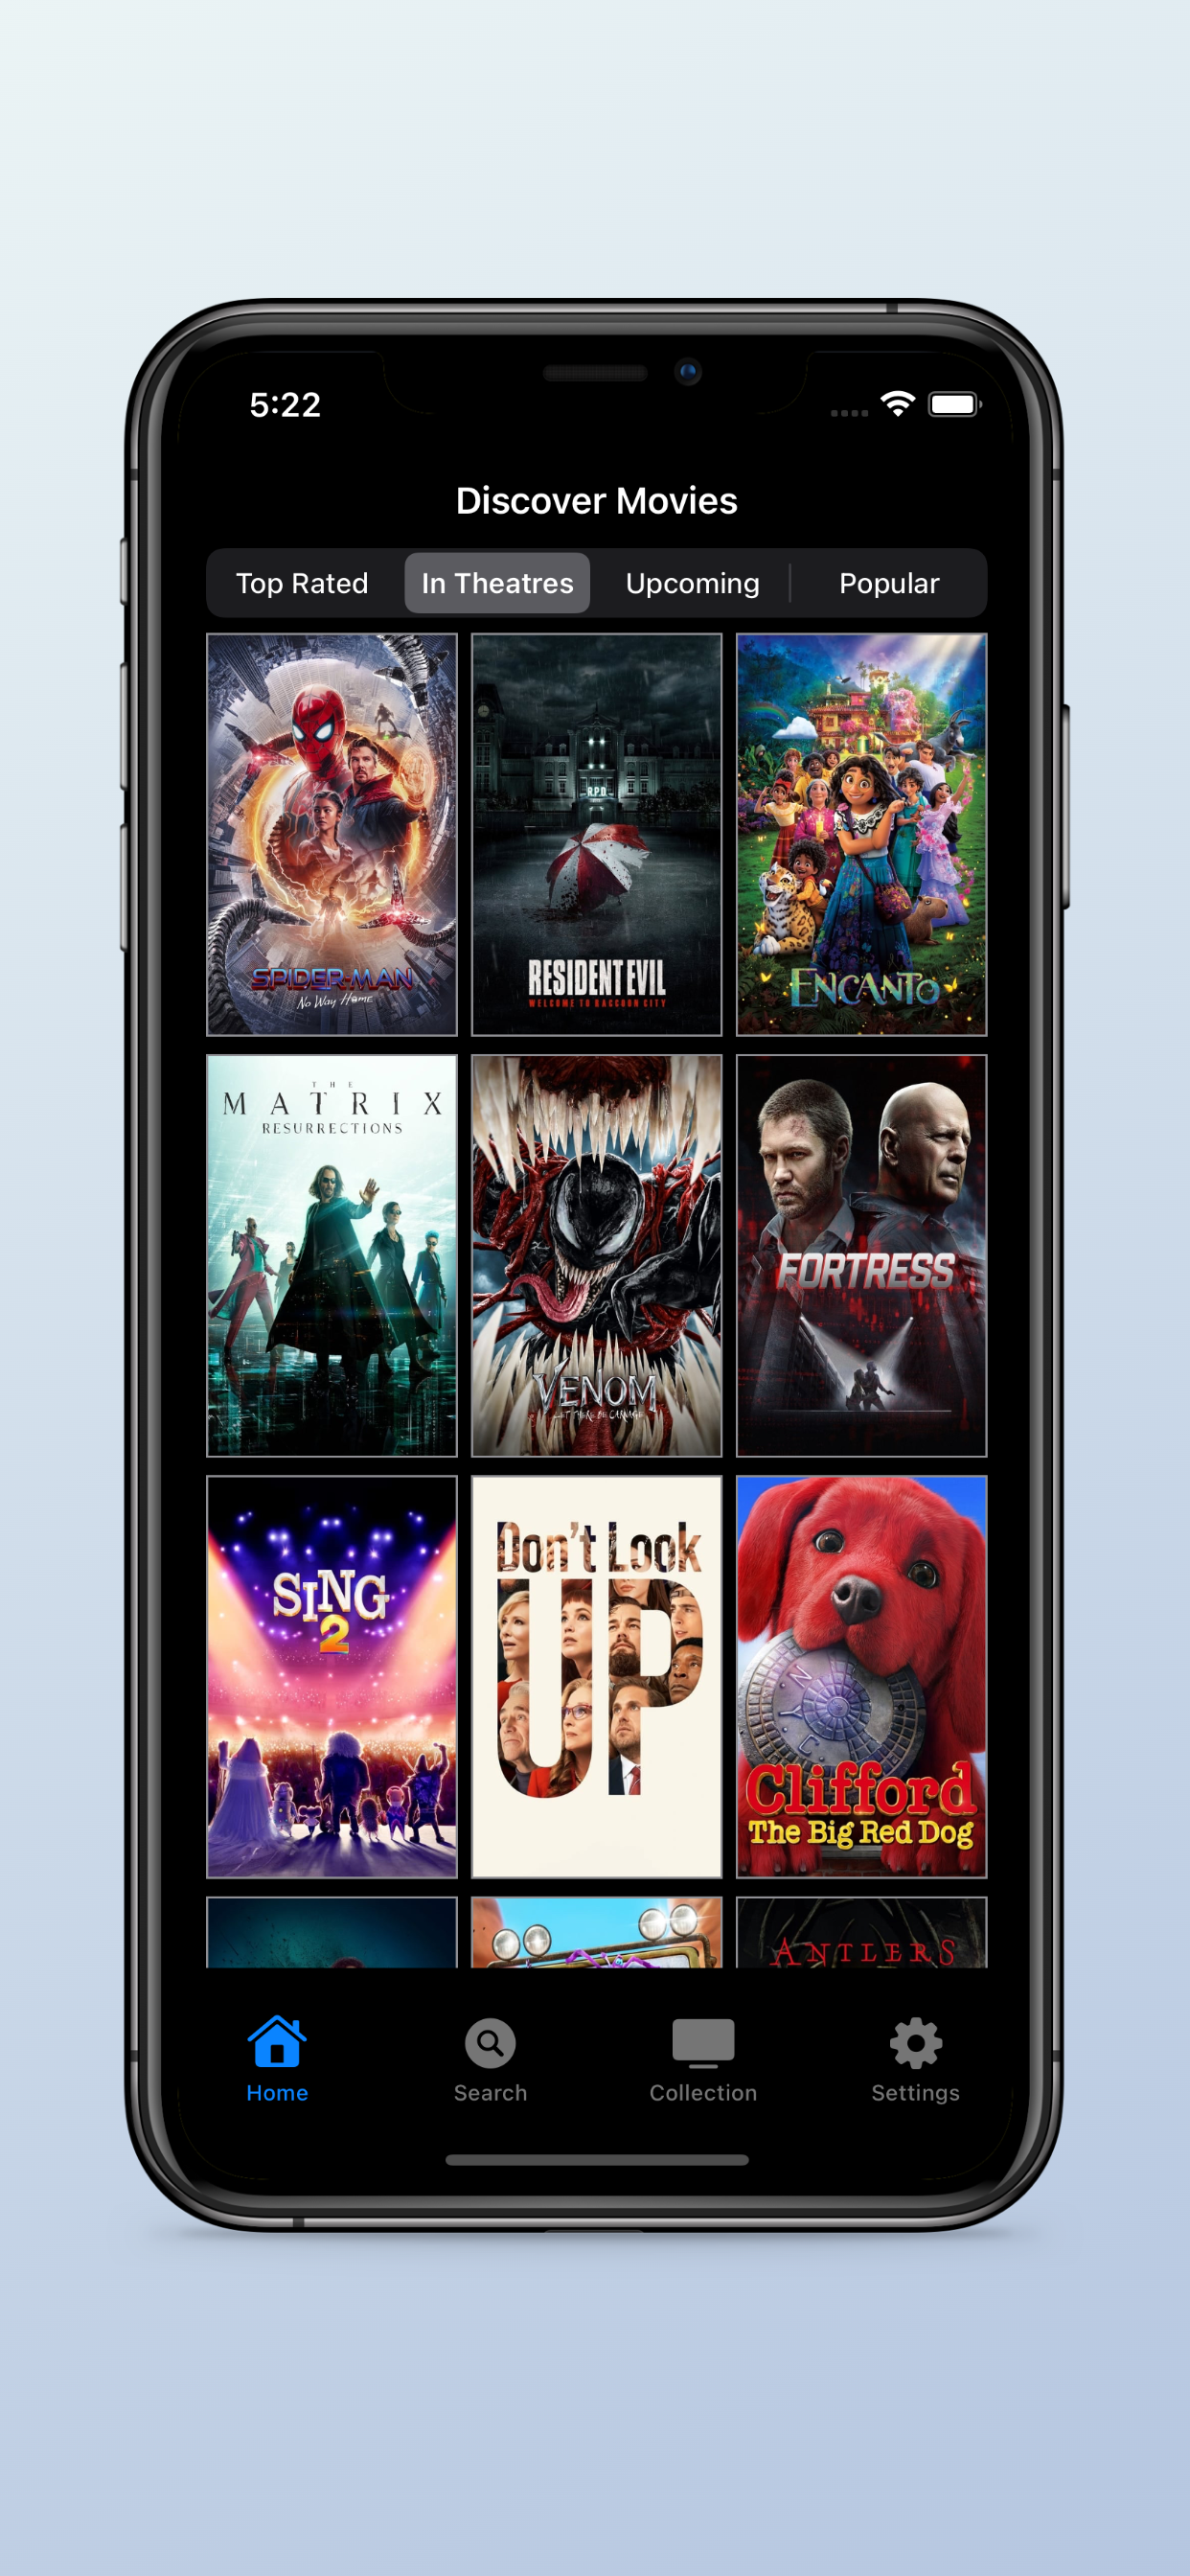 5:22
Discover Movies
Top Rated
In Theatres
Upcoming
Popular
SPIDER-MAN
No Way Home
R.P.D.
RESIDENT EVIL
WELCOME TO RACCOON CITY
ENCANTO
THE
MATRIX
RESURRECTIONS
VENOM
LET THERE BE CARNAGE
FORTRESS
SING
2
Don't Look
UP
NYC
Clifford
The Big Red Dog
ANTLERS
Home
Search
Collection
Settings